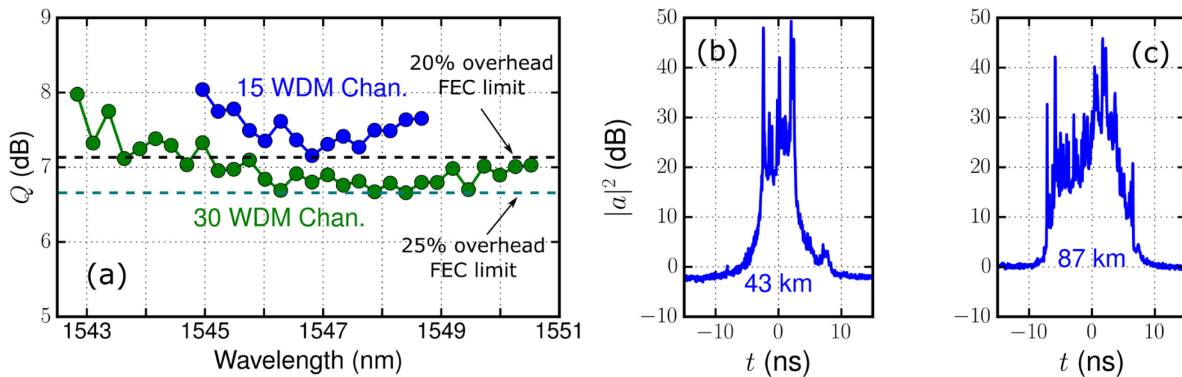 9
8
7
6
5
Q (dB)
15 WDM Chan.
20% overhead
FEC limit
30 WDM Chan.
25% overhead
FEC limit
(a)
1543
1545
1547
1549
1551
Wavelength (nm)
50
40
30
20
10
0
−10
|a|² (dB)
(b)
43 km
−10
0
10
t (ns)
50
40
30
20
10
0
−10
(c)
87 km
−10
0
10
t (ns)